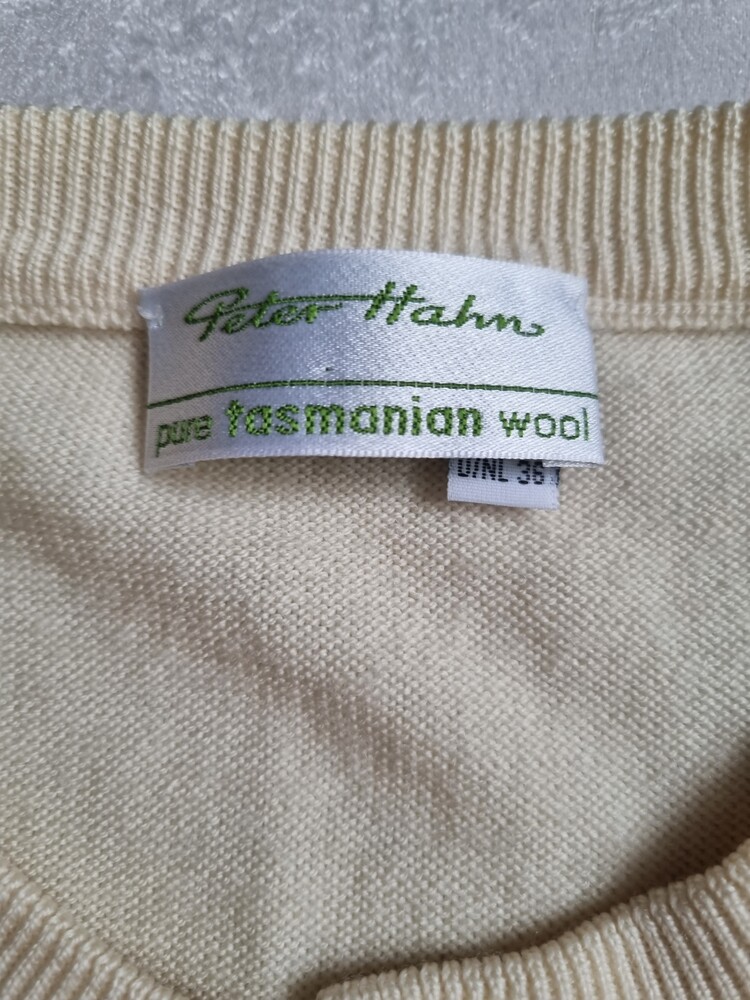 Peter Hahn
pure tasmanian wool
D/NL 36